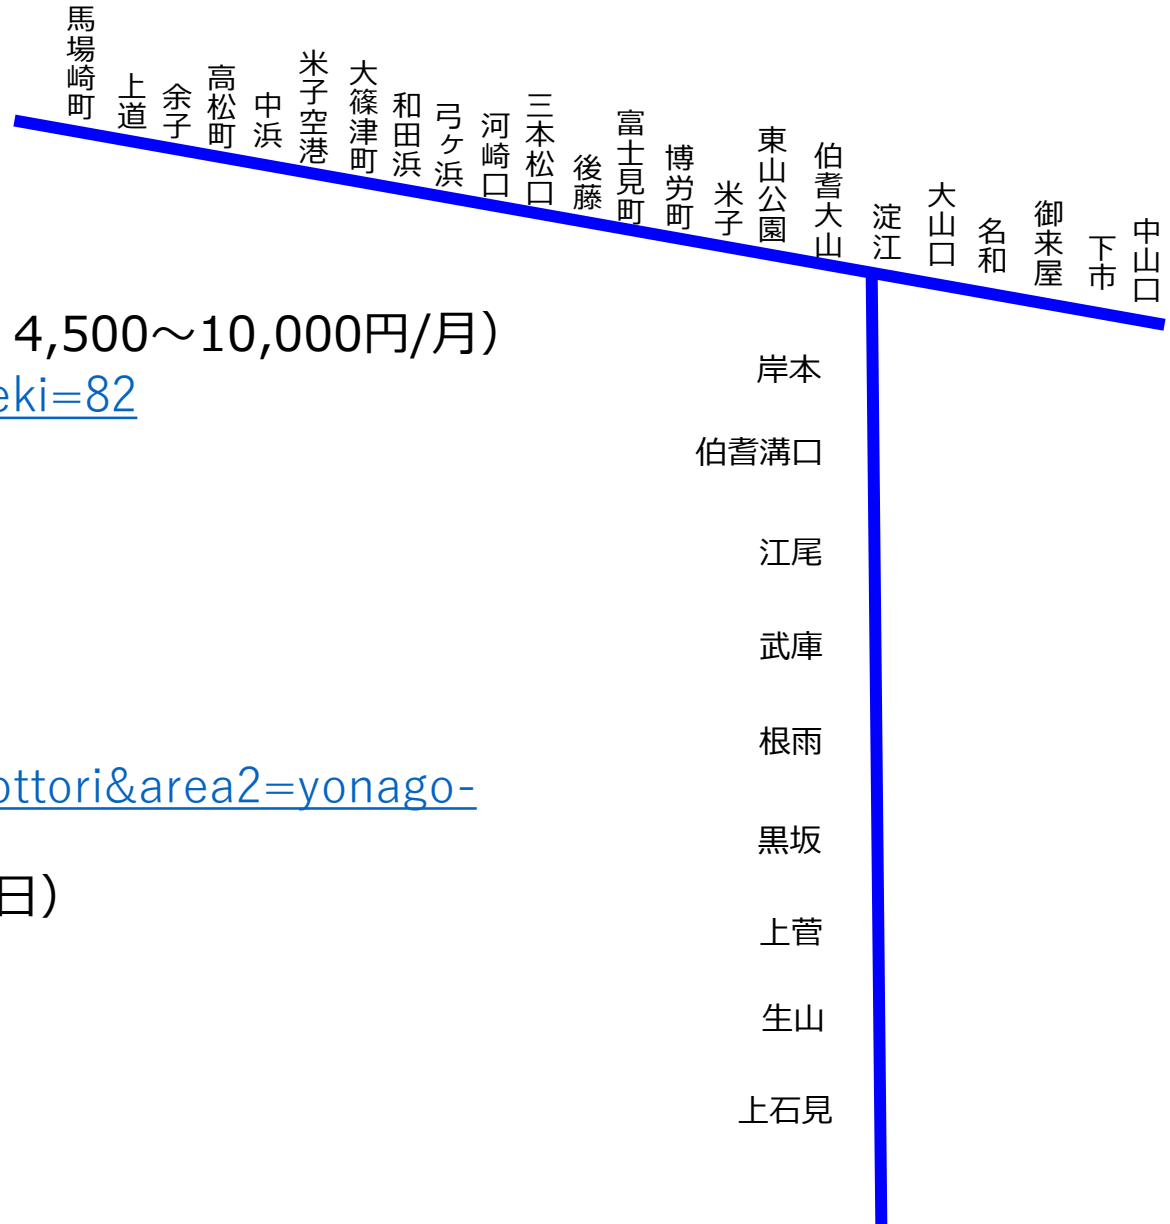 馬場崎町
上道
余子
高松町
中浜
米子空港
大篠津町
和田浜
弓ヶ浜
河崎口
三本松口
後藤
富士見町
博労町
米子
東山公園
伯耆大山
淀江
大山口
名和
御来屋
下市
中山口
4,500～10,000円/月）
eki=82
岸本
伯耆溝口
江尾
武庫
根雨
ottori&area2=yonago-
黒坂
日）
上菅
生山
上石見